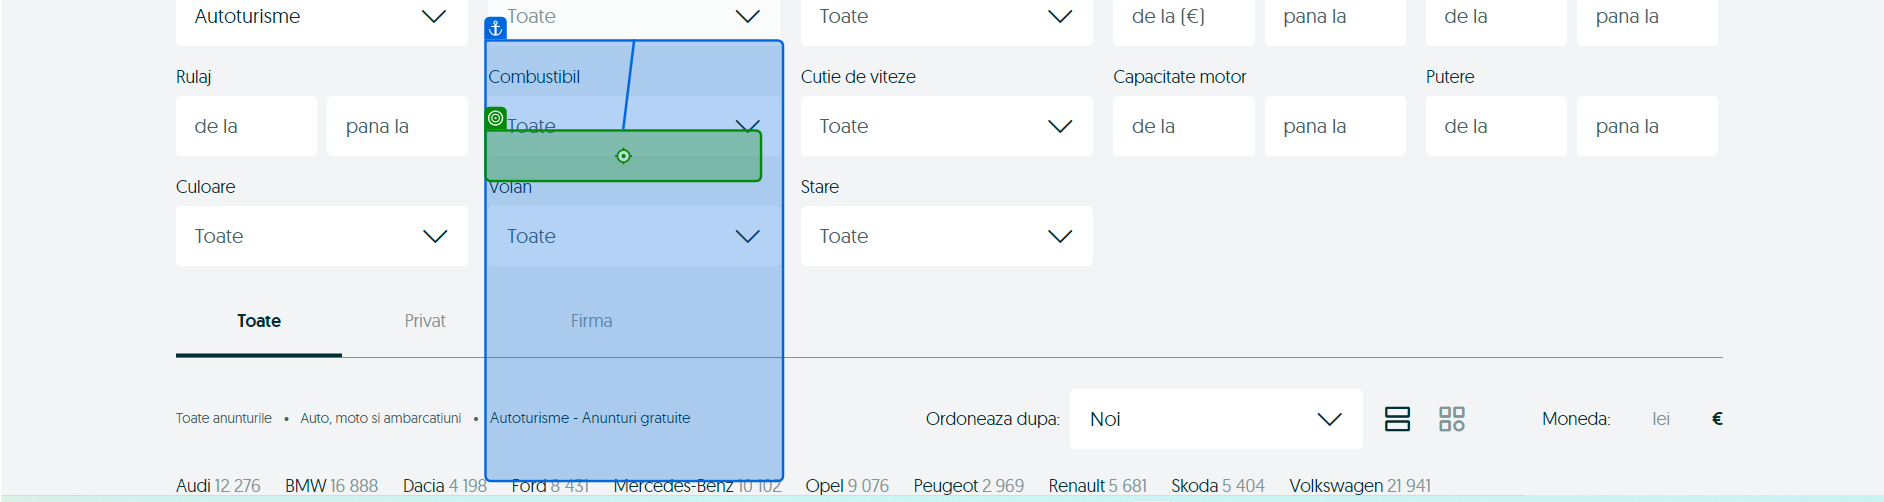 Autoturisme Toate Toate de la (€) pana la de la pana la
Rulaj Combustibil Cutie de viteze Capacitate motor Putere
de la pana la Toate Toate de la pana la de la pana la
Culoare Volan Stare
Toate Toate Toate
Toate Privat Firma
Toate anunturile • Auto, moto si ambarcatiuni • Autoturisme - Anunturi gratuite Ordoneaza dupa: Noi Moneda: lei €
Audi 12 276 BMW 16 888 Dacia 4 198 Ford 8 431 Mercedes-Benz 10 102 Opel 9 076 Peugeot 2 969 Renault 5 681 Skoda 5 404 Volkswagen 21 941